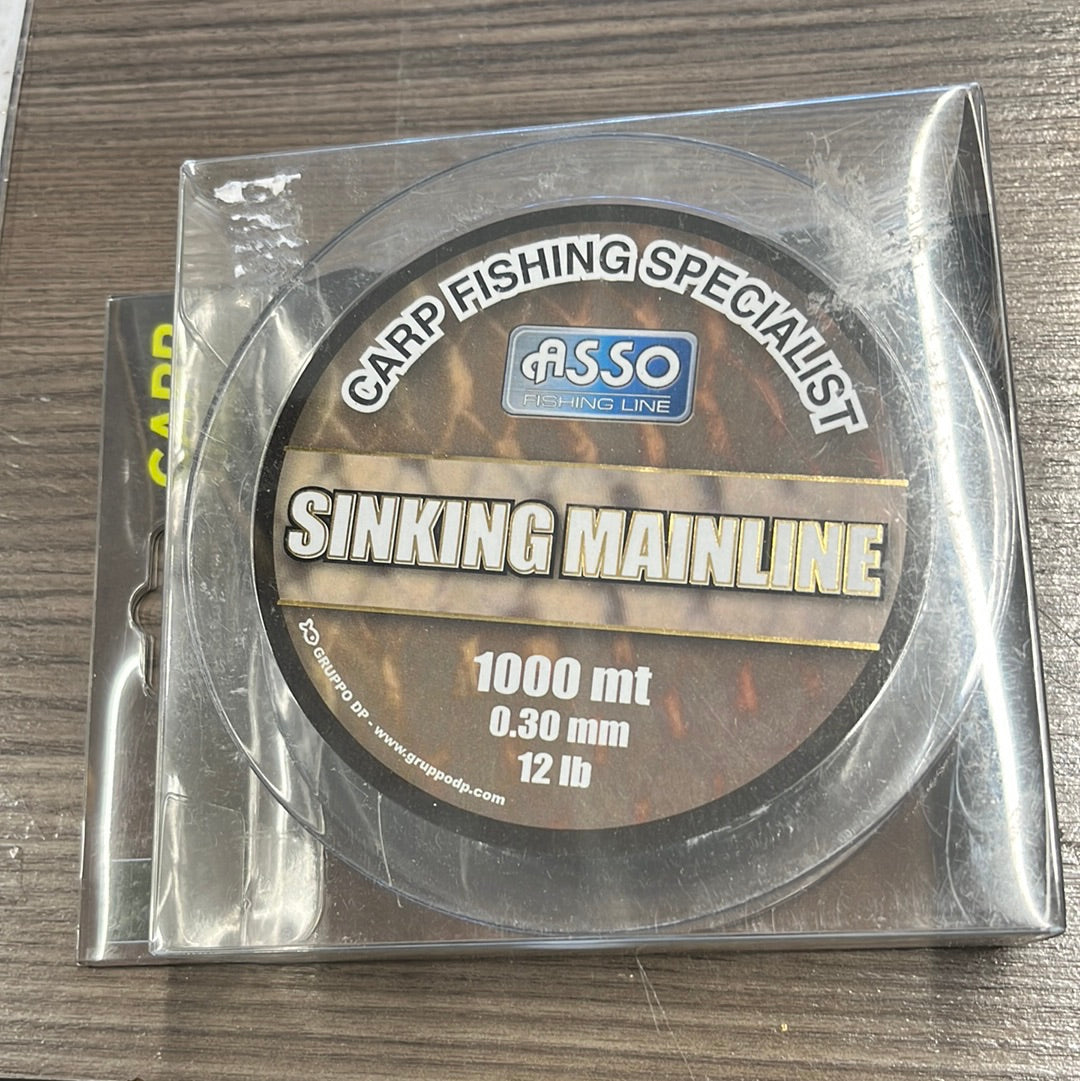 CARP FISHING SPECIALIST
ASSO
FISHING LINE
SINKING MAINLINE
1000 mt
0.30 mm
12 lb
GRUPPO DP - www.gruppodp.com
CARP